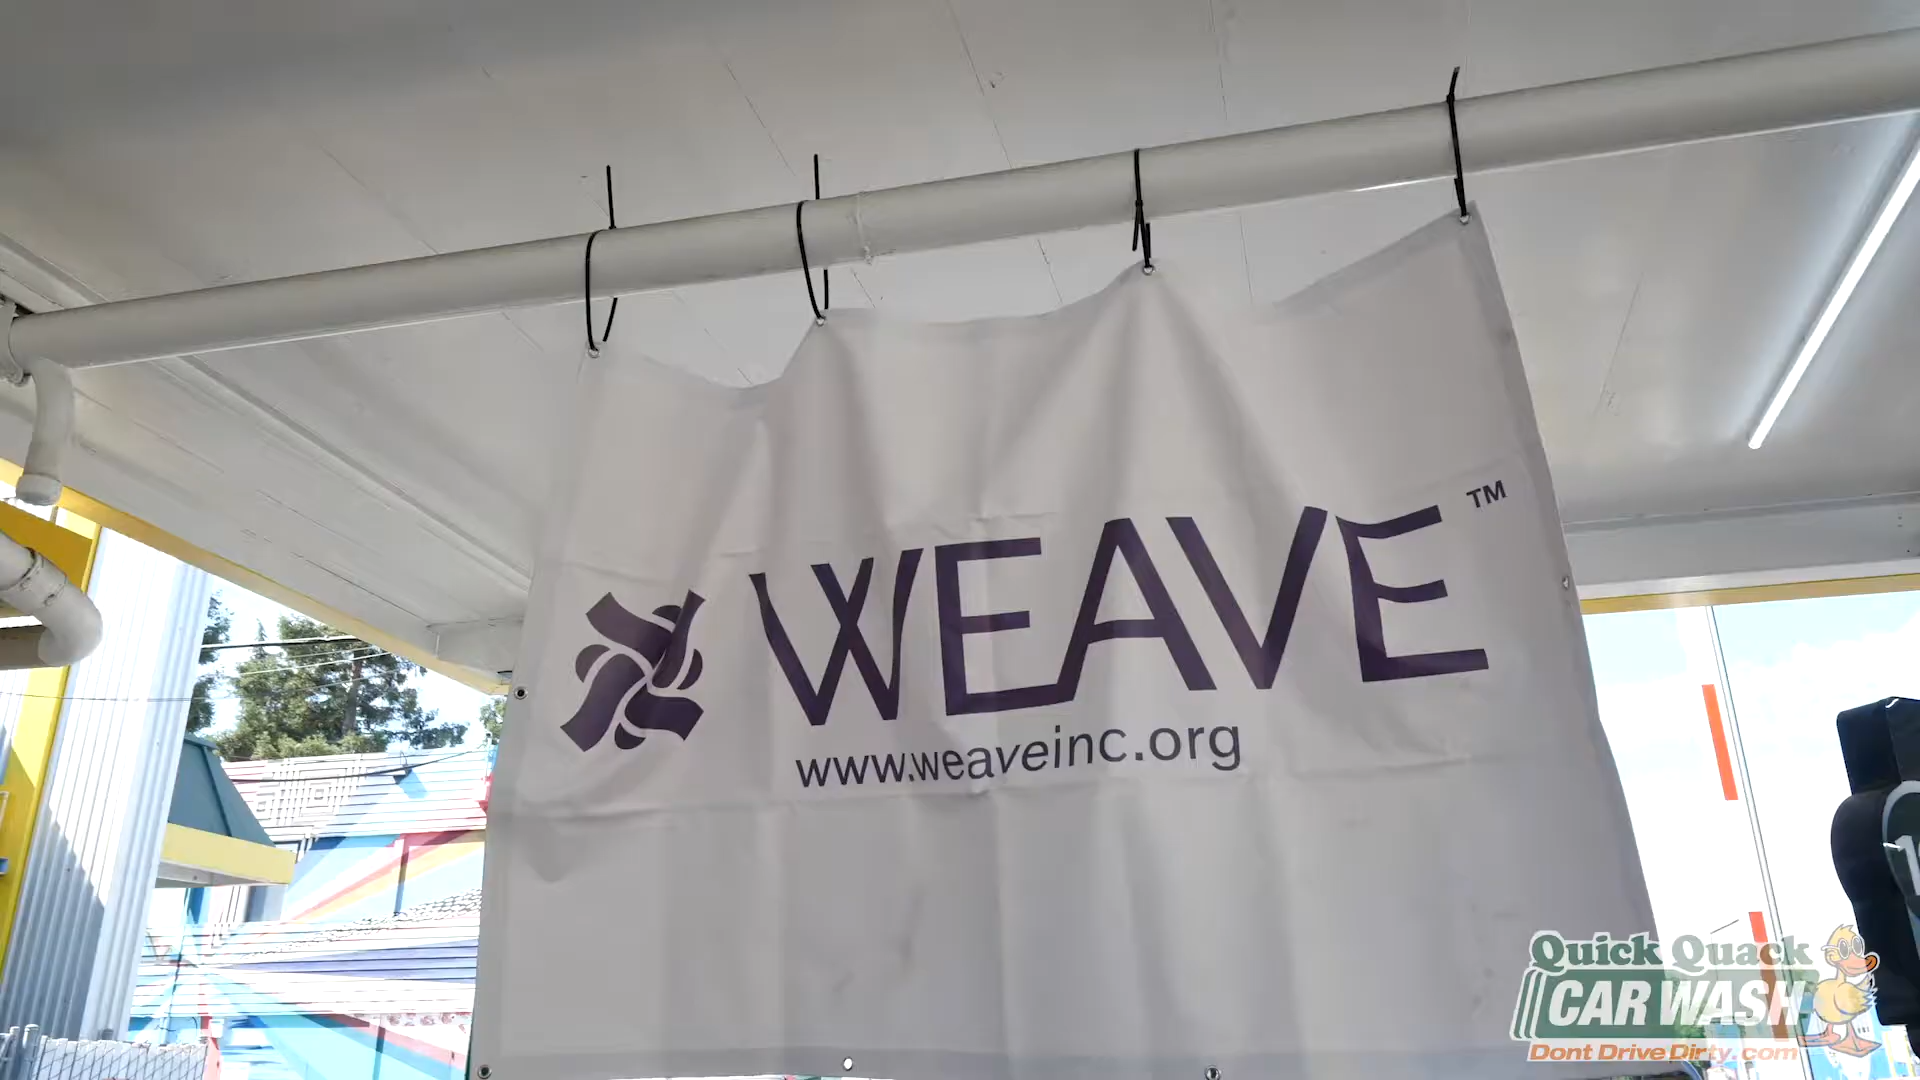 WEAVE™
www.weaveinc.org
Quick Quack
CAR WASH
Dont Drive Dirty.com